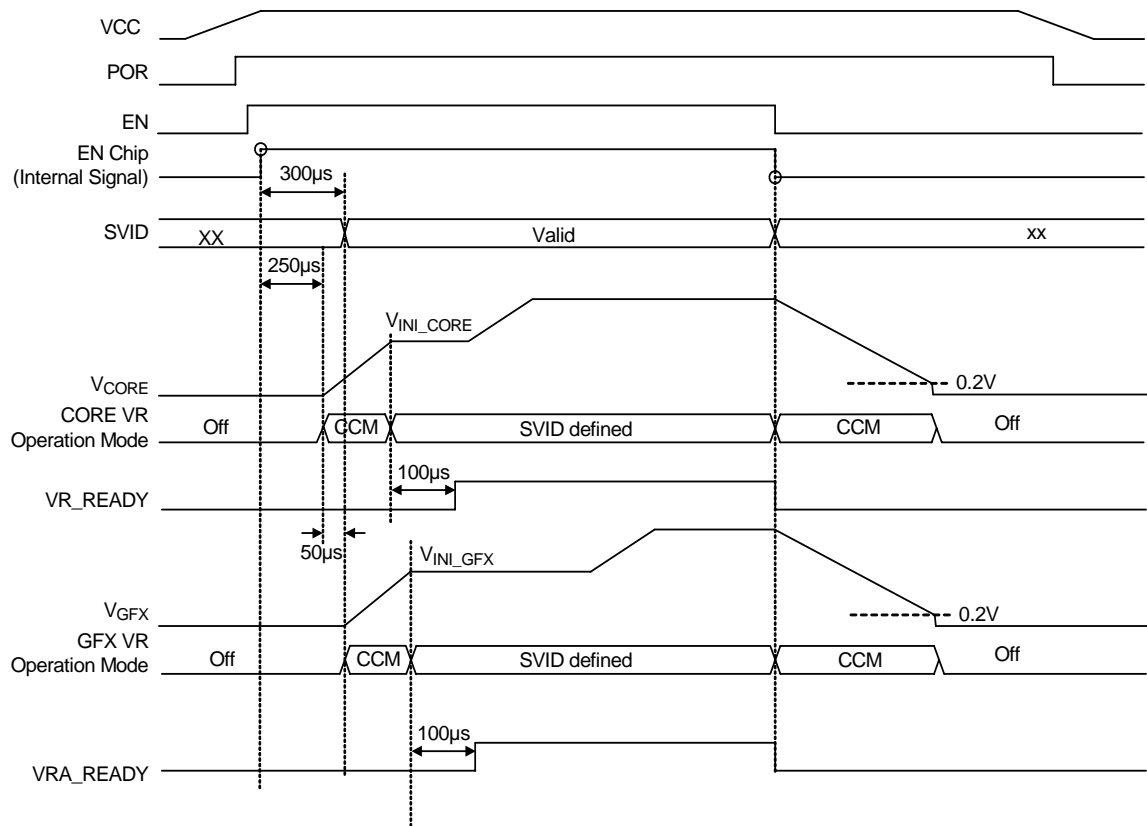 VCC
POR
EN
EN Chip
(Internal Signal)
300µs
SVID
XX
Valid
xx
250µs
VINI_CORE
VCORE
0.2V
CORE VR
Operation Mode
Off
CCM
SVID defined
CCM
Off
100µs
VR_READY
50µs
VINI_GFX
VGFX
0.2V
GFX VR
Operation Mode
Off
CCM
SVID defined
CCM
Off
100µs
VRA_READY